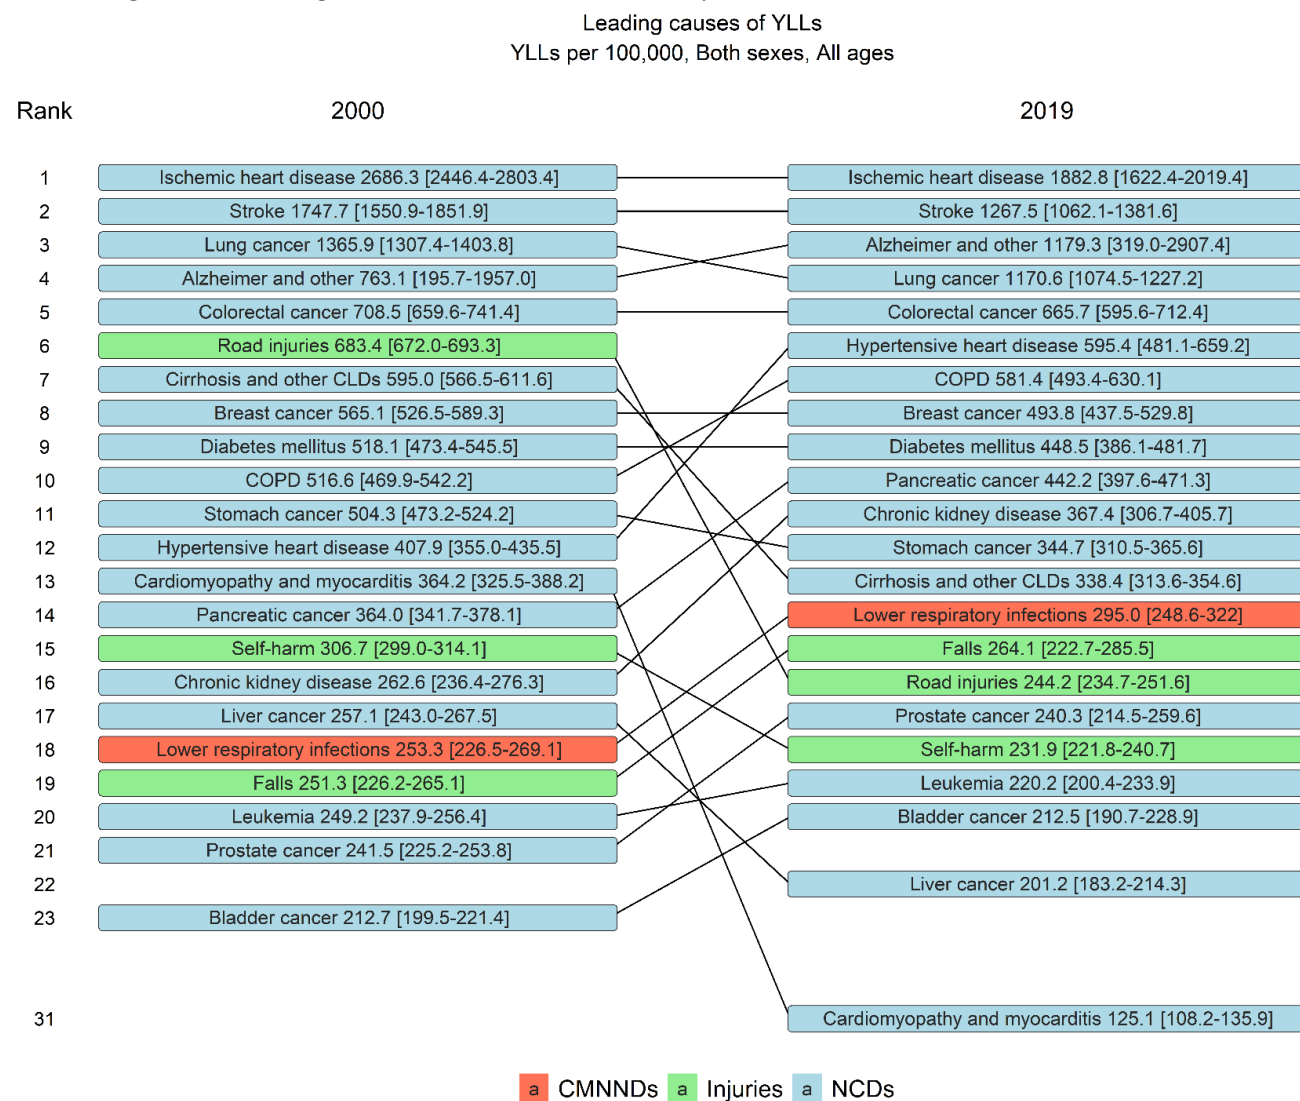 Leading causes of YLLs
YLLs per 100,000, Both sexes, All ages
Rank 2000 2019
1 Ischemic heart disease 2686.3 [2446.4-2803.4] Ischemic heart disease 1882.8 [1622.4-2019.4]
2 Stroke 1747.7 [1550.9-1851.9] Stroke 1267.5 [1062.1-1381.6]
3 Lung cancer 1365.9 [1307.4-1403.8] Alzheimer and other 1179.3 [319.0-2907.4]
4 Alzheimer and other 763.1 [195.7-1957.0] Lung cancer 1170.6 [1074.5-1227.2]
5 Colorectal cancer 708.5 [659.6-741.4] Colorectal cancer 665.7 [595.6-712.4]
6 Road injuries 683.4 [672.0-693.3] Hypertensive heart disease 595.4 [481.1-659.2]
7 Cirrhosis and other CLDs 595.0 [566.5-611.6] COPD 581.4 [493.4-630.1]
8 Breast cancer 565.1 [526.5-589.3] Breast cancer 493.8 [437.5-529.8]
9 Diabetes mellitus 518.1 [473.4-545.5] Diabetes mellitus 448.5 [386.1-481.7]
10 COPD 516.6 [469.9-542.2] Pancreatic cancer 442.2 [397.6-471.3]
11 Stomach cancer 504.3 [473.2-524.2] Chronic kidney disease 367.4 [306.7-405.7]
12 Hypertensive heart disease 407.9 [355.0-435.5] Stomach cancer 344.7 [310.5-365.6]
13 Cardiomyopathy and myocarditis 364.2 [325.5-388.2] Cirrhosis and other CLDs 338.4 [313.6-354.6]
14 Pancreatic cancer 364.0 [341.7-378.1] Lower respiratory infections 295.0 [248.6-322]
15 Self-harm 306.7 [299.0-314.1] Falls 264.1 [222.7-285.5]
16 Chronic kidney disease 262.6 [236.4-276.3] Road injuries 244.2 [234.7-251.6]
17 Liver cancer 257.1 [243.0-267.5] Prostate cancer 240.3 [214.5-259.6]
18 Lower respiratory infections 253.3 [226.5-269.1] Self-harm 231.9 [221.8-240.7]
19 Falls 251.3 [226.2-265.1] Leukemia 220.2 [200.4-233.9]
20 Leukemia 249.2 [237.9-256.4] Bladder cancer 212.5 [190.7-228.9]
21 Prostate cancer 241.5 [225.2-253.8]
22 Liver cancer 201.2 [183.2-214.3]
23 Bladder cancer 212.7 [199.5-221.4]
31 Cardiomyopathy and myocarditis 125.1 [108.2-135.9]
a CMNNDs a Injuries a NCDs